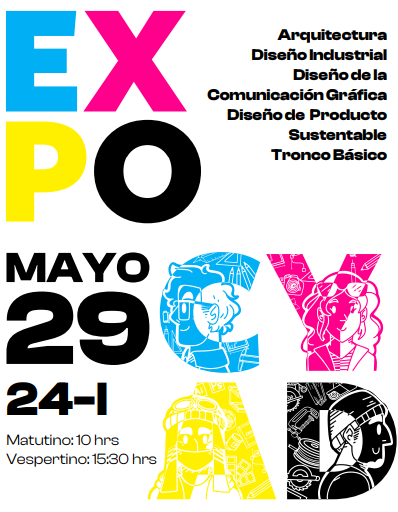 EX
PO
Arquitectura
Diseño Industrial
Diseño de la
Comunicación Gráfica
Diseño de Producto
Sustentable
Tronco Básico
MAYO
29
24-I
Matutino: 10 hrs
Vespertino: 15:30 hrs
CY
AD